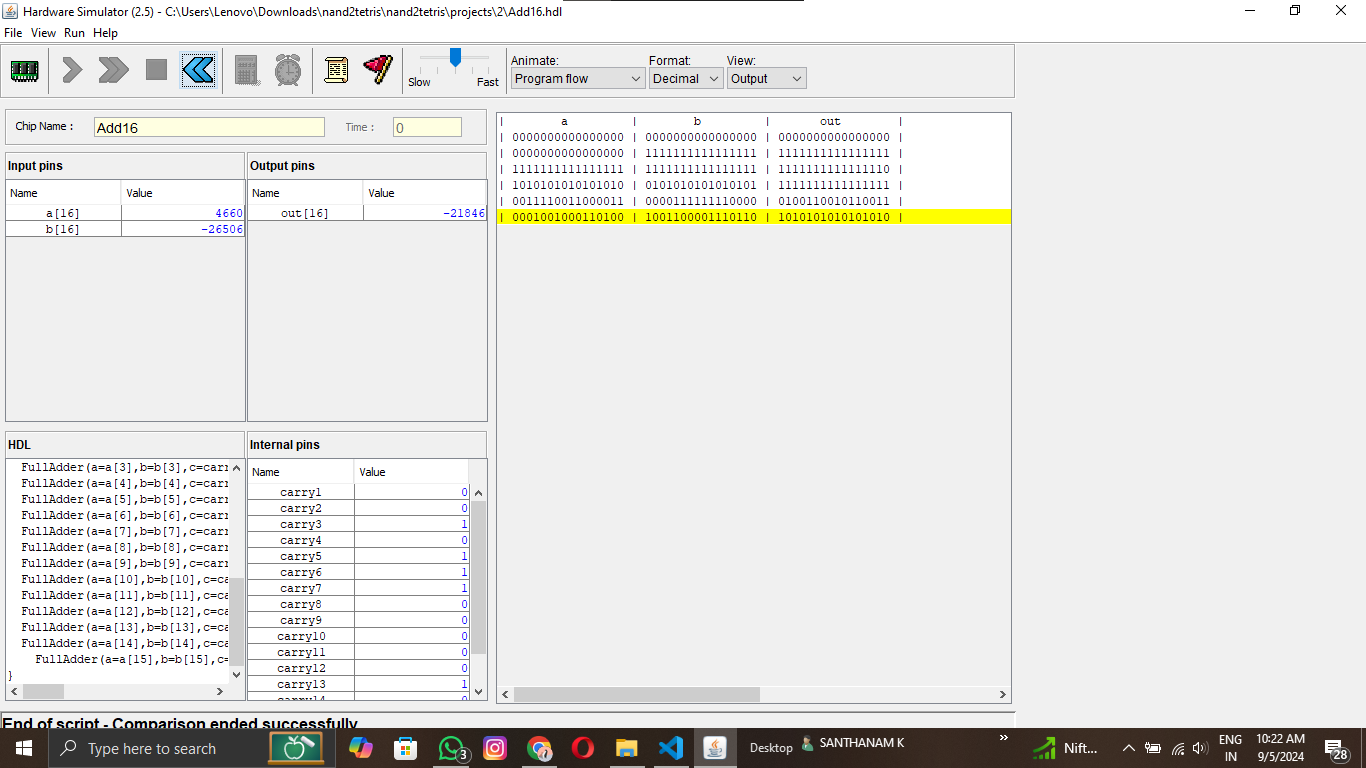 Hardware Simulator (2.5) - C:\Users\Lenovo\Downloads\nand2tetris\nand2tetris\projects\2\Add16.hdl
File View Run Help
Slow Fast
Animate: Format: View:
Program flow Decimal Output
Chip Name : Add16 Time : 0
Input pins
Name Value
a[16] 4660
b[16] -26506
Output pins
Name Value
out[16] -21846
HDL
FullAdder(a=a[3],b=b[3],c=carr
FullAdder(a=a[4],b=b[4],c=carr
FullAdder(a=a[5],b=b[5],c=carr
FullAdder(a=a[6],b=b[6],c=carr
FullAdder(a=a[7],b=b[7],c=carr
FullAdder(a=a[8],b=b[8],c=carr
FullAdder(a=a[9],b=b[9],c=carr
FullAdder(a=a[10],b=b[10],c=ca
FullAdder(a=a[11],b=b[11],c=ca
FullAdder(a=a[12],b=b[12],c=ca
FullAdder(a=a[13],b=b[13],c=ca
FullAdder(a=a[14],b=b[14],c=ca
FullAdder(a=a[15],b=b[15],c=
}
Internal pins
Name Value
carry1 0
carry2 0
carry3 1
carry4 0
carry5 1
carry6 1
carry7 1
carry8 0
carry9 0
carry10 0
carry11 0
carry12 0
carry13 1
carry14 0
| a | b | out |
| 0000000000000000 | 0000000000000000 | 0000000000000000 |
| 0000000000000000 | 1111111111111111 | 1111111111111111 |
| 1111111111111111 | 1111111111111111 | 1111111111111110 |
| 1010101010101010 | 0101010101010101 | 1111111111111111 |
| 0011110011000011 | 0000111111110000 | 0100110010110011 |
| 0001001000110100 | 1001100001110110 | 1010101010101010 |
End of script - Comparison ended successfully
Type here to search
3
Desktop
SANTHANAM K
»
Nift...
ENG
IN
10:22 AM
9/5/2024
28